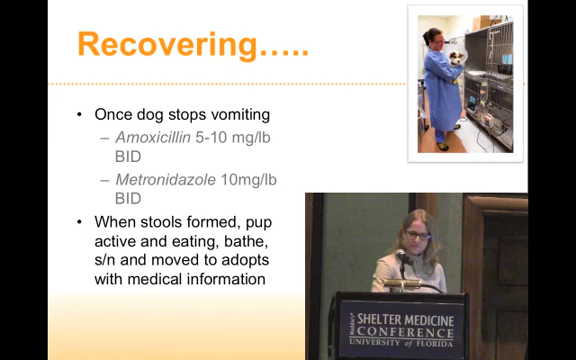 Recovering…..
• Once dog stops vomiting
– Amoxicillin 5-10 mg/lb
BID
– Metronidazole 10mg/lb
BID
• When stools formed, pup
active and eating, bathe,
s/n and moved to adopts
with medical information
Maddie's
SHELTER MEDICINE
CONFERENCE
UNIVERSITY of FLORIDA